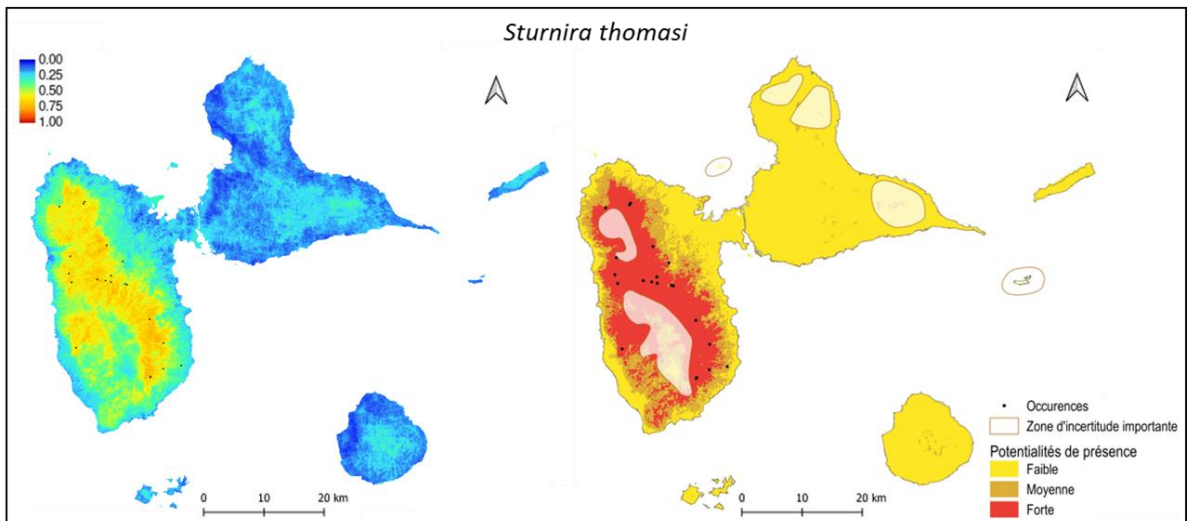 Sturnira thomasi
0.00
0.25
0.50
0.75
1.00
0 10 20 km
Occurences
Zone d'incertitude importante
Potentialités de présence
Faible
Moyenne
Forte
0 10 20 km